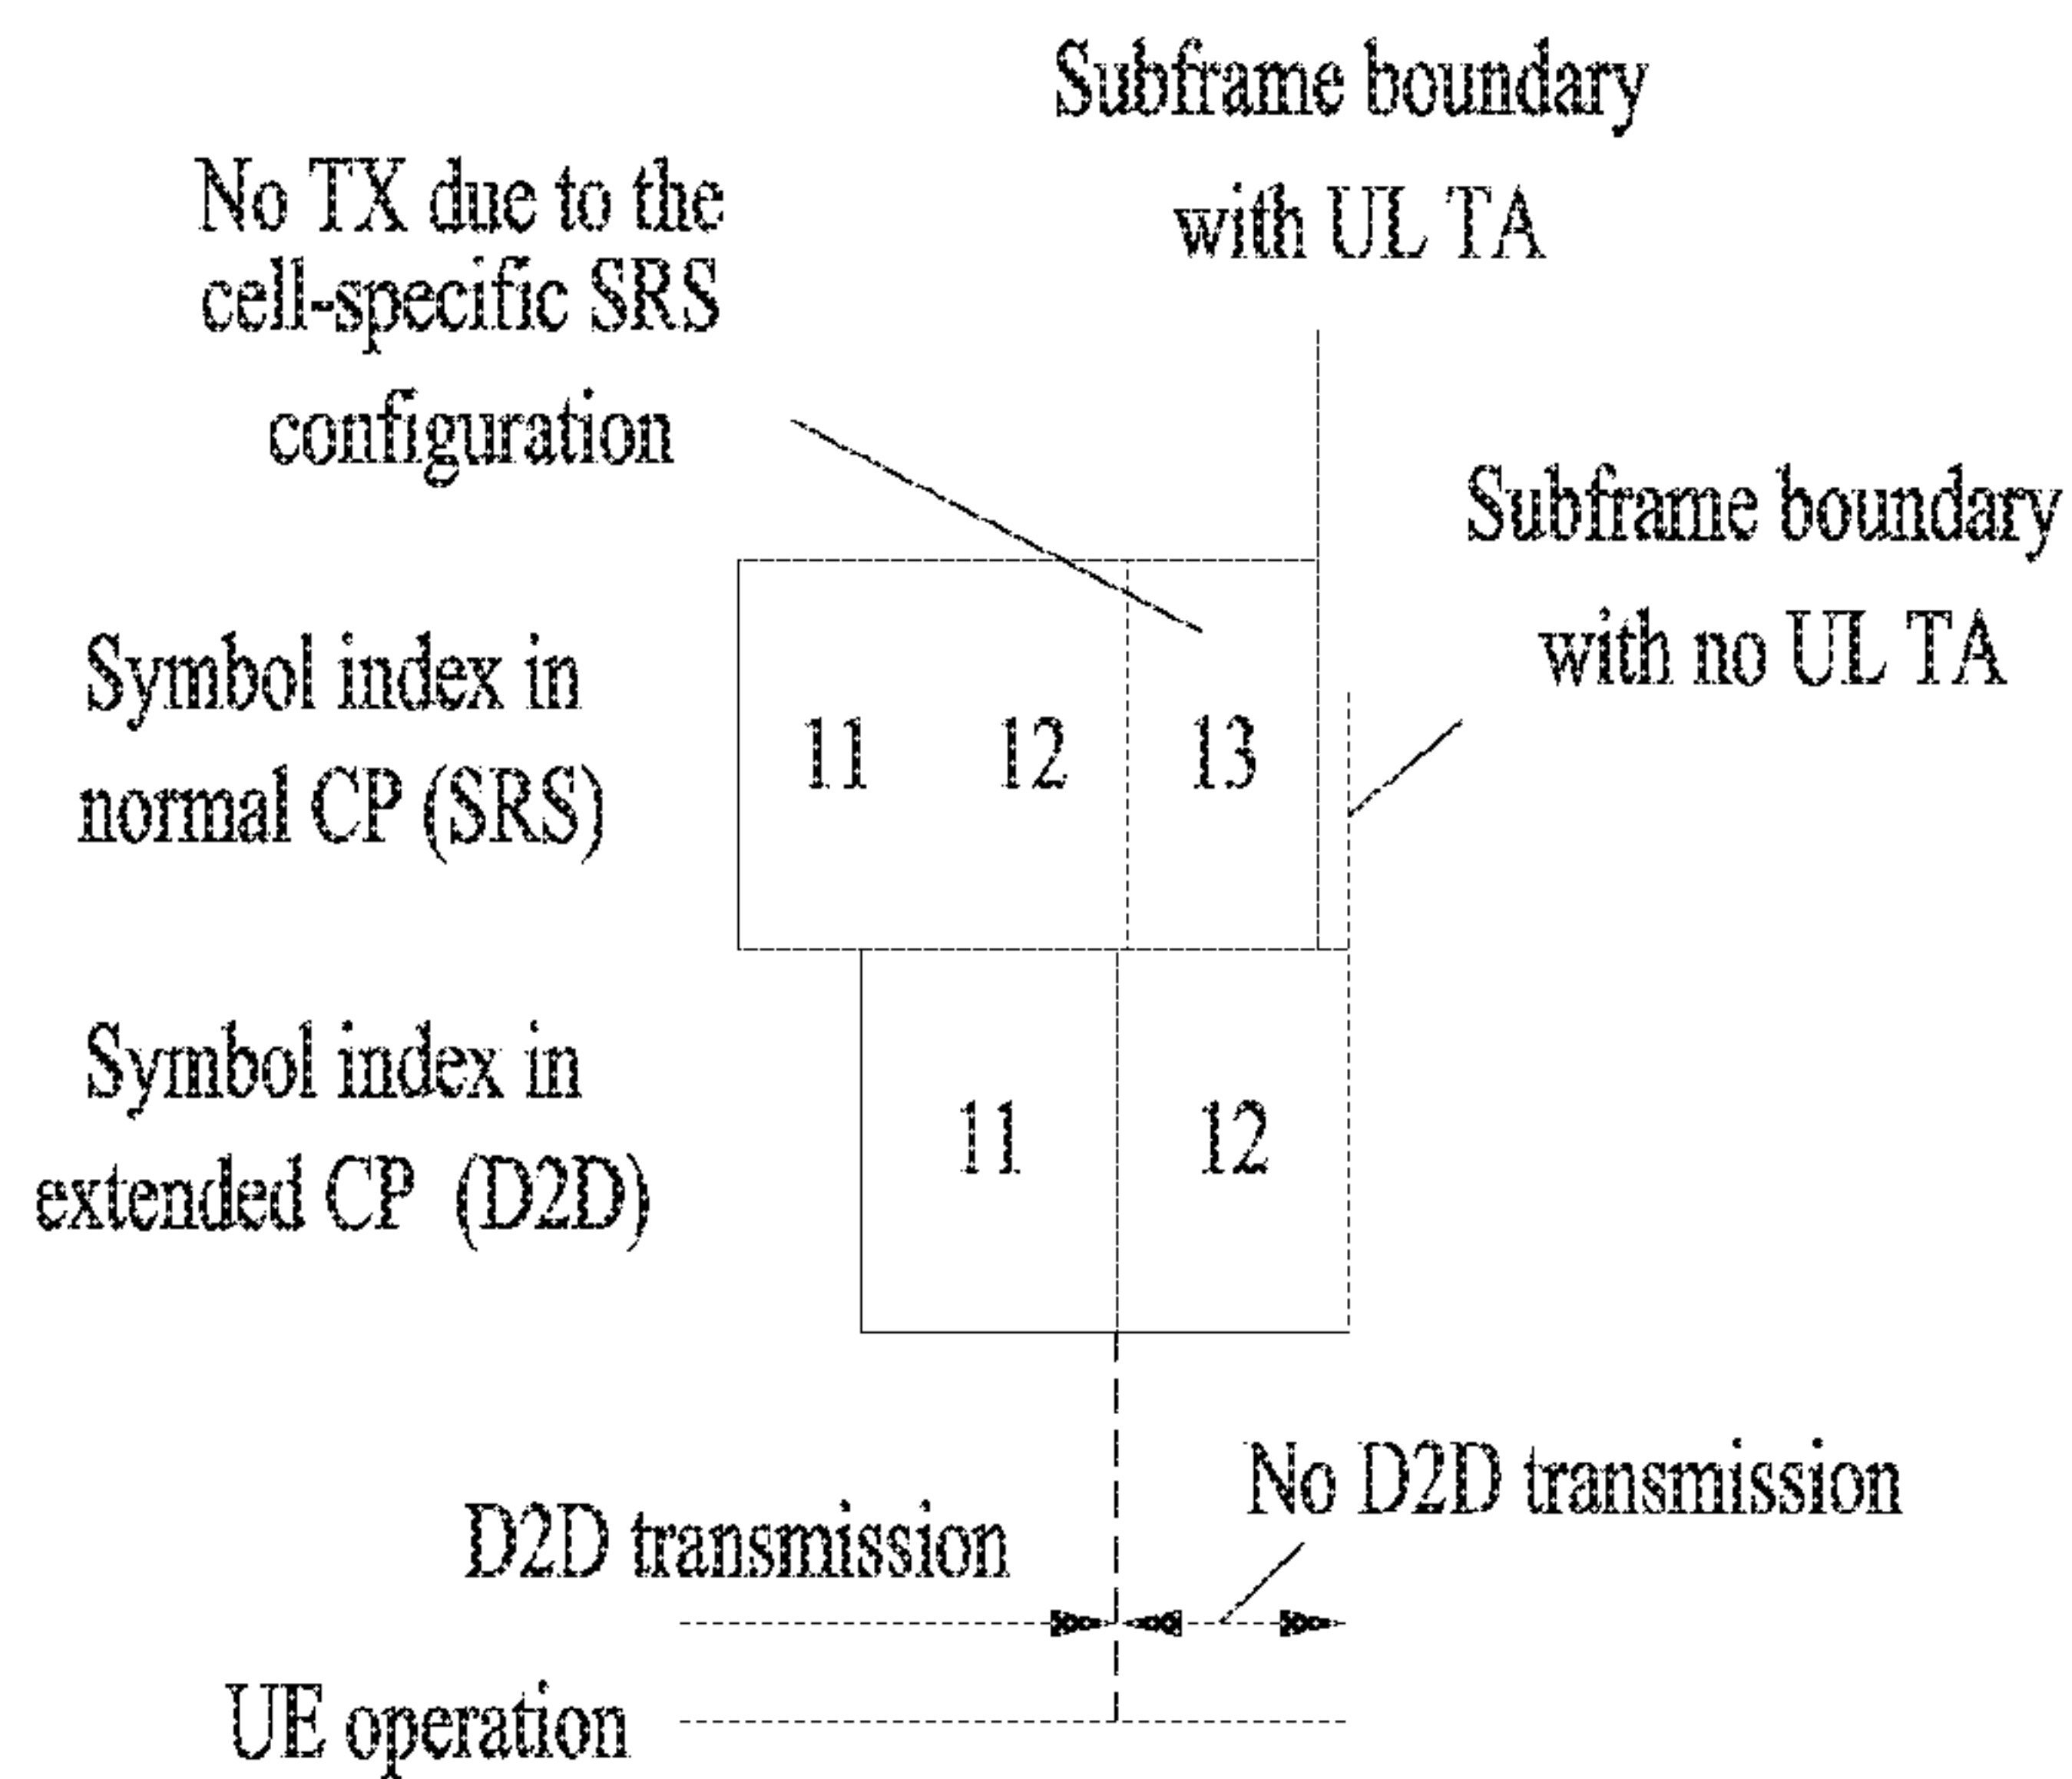 Subframe boundary
with UL TA
No TX due to the
cell-specific SRS
configuration
Subframe boundary
with no UL TA
Symbol index in
normal CP (SRS)
11 12 13
Symbol index in
extended CP (D2D)
11 12
No D2D transmission
D2D transmission
UE operation